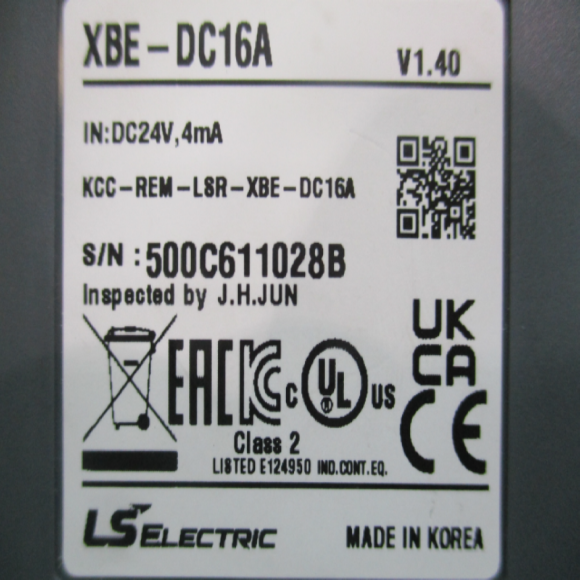 XBE-DC16A
V1.40
IN:DC24V,4mA
KCC-REM-LSR-XBE-DC16A
S/N:500C611028B
Inspected by J.H.JUN
UK
CA
EAC KC c UL US CE
Class 2
LISTED E124950 IND.CONT.EQ.
LS ELECTRIC
MADE IN KOREA